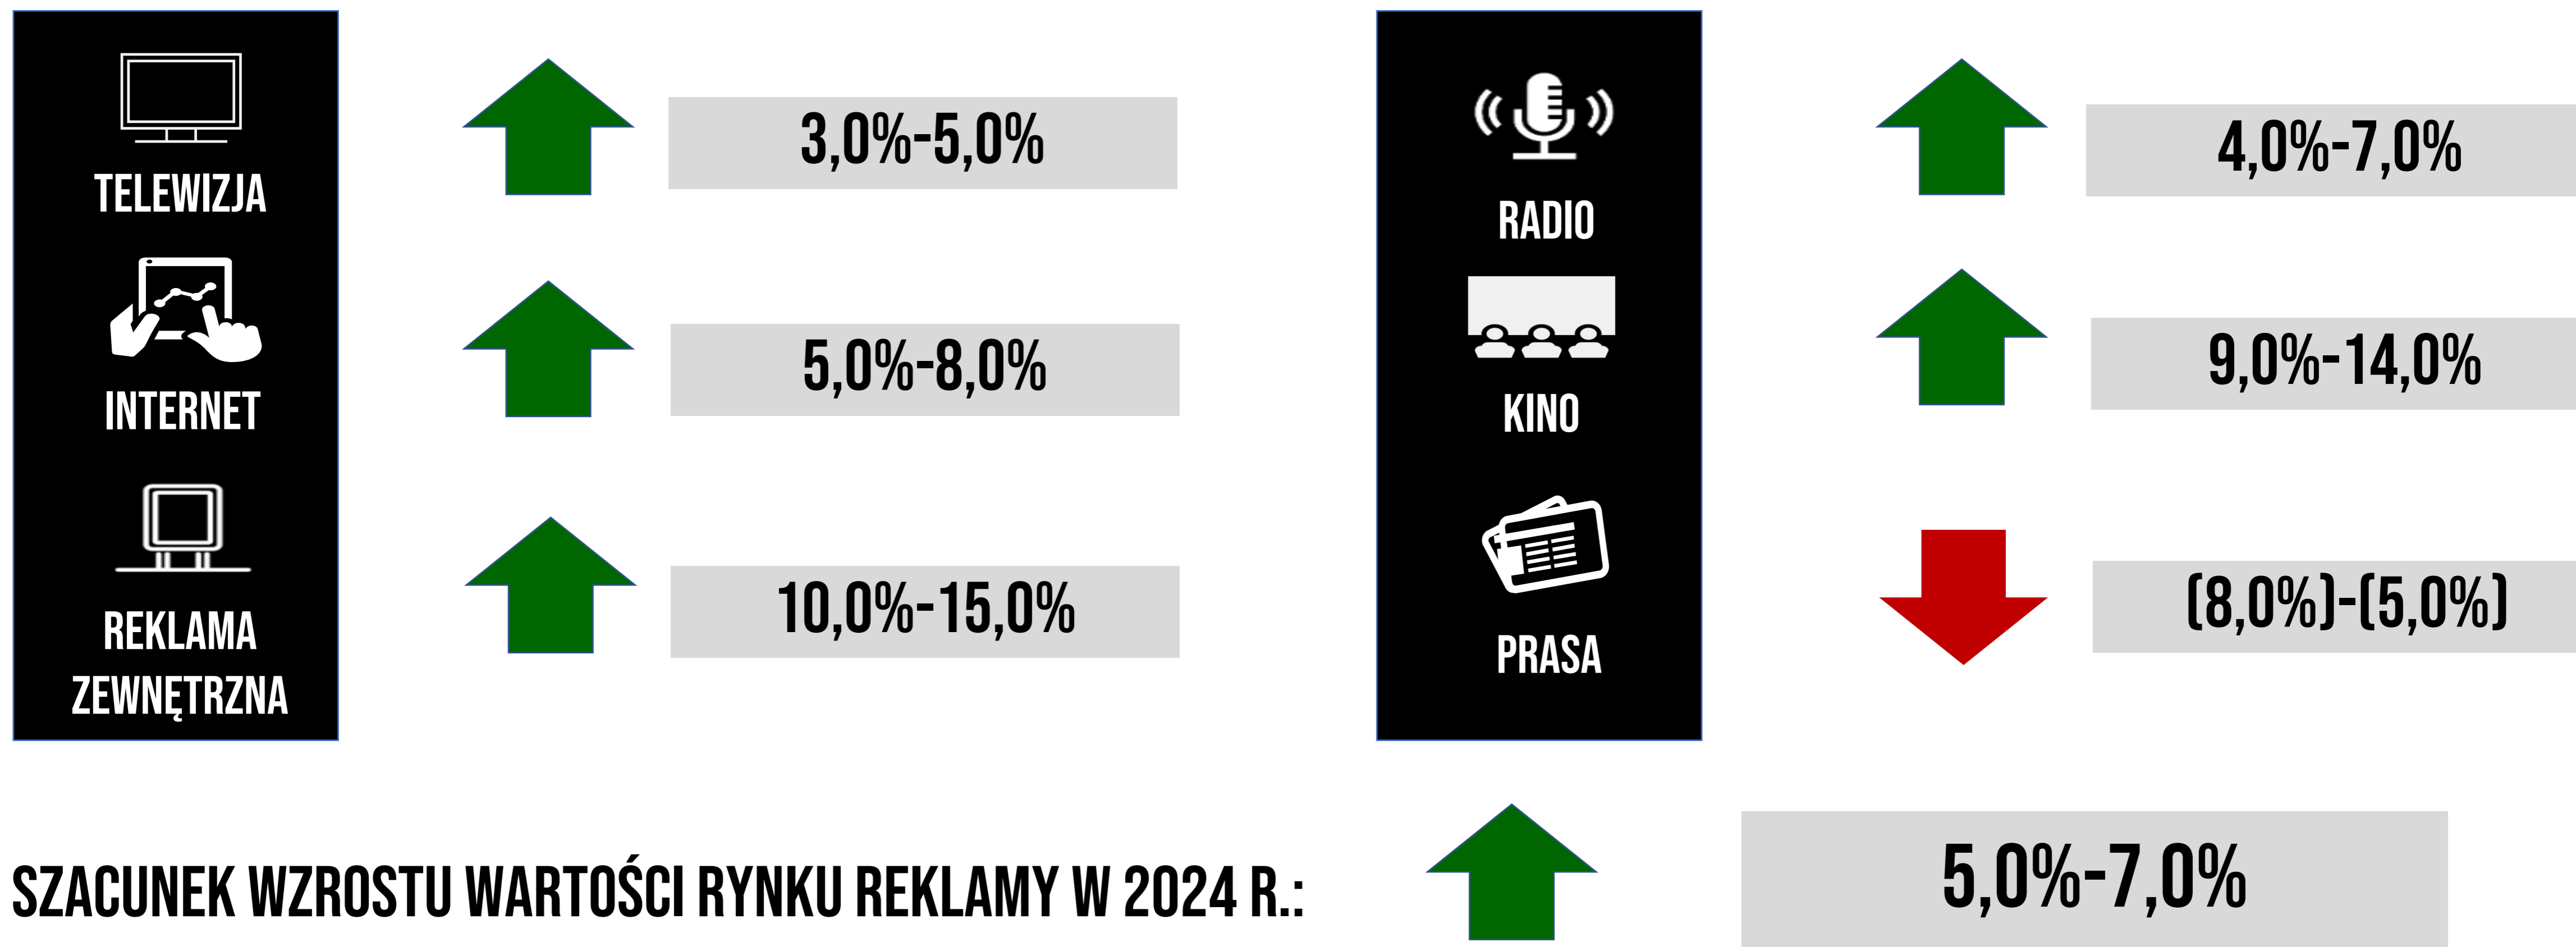 TELEWIZJA
3,0%-5,0%
INTERNET
5,0%-8,0%
REKLAMA
ZEWNĘTRZNA
10,0%-15,0%
RADIO
4,0%-7,0%
KINO
9,0%-14,0%
PRASA
(8,0%)-(5,0%)
SZACUNEK WZROSTU WARTOŚCI RYNKU REKLAMY W 2024 R.:
5,0%-7,0%